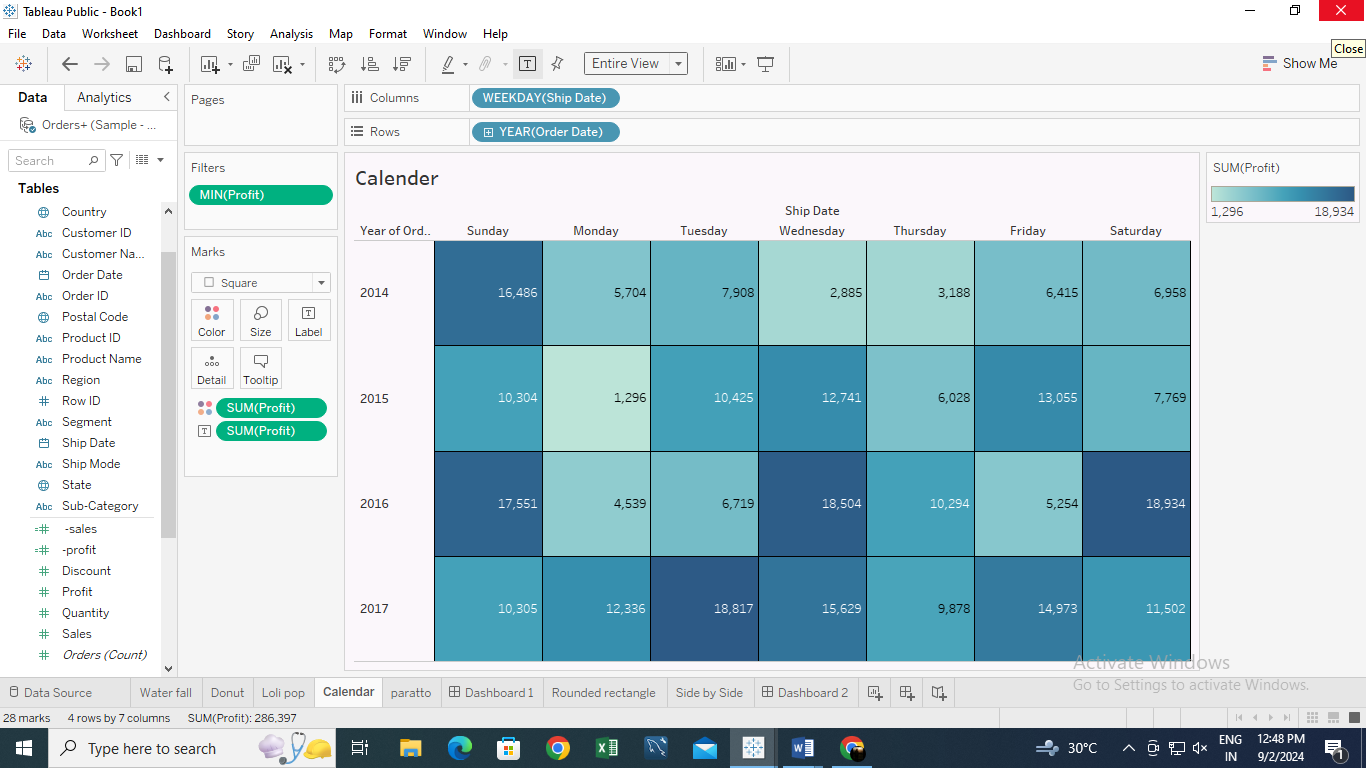 Tableau Public - Book1
File Data Worksheet Dashboard Story Analysis Map Format Window Help
Close
Entire View
Show Me
Data Analytics
Orders+ (Sample - ...
Search
Tables
Country
Abc Customer ID
Abc Customer Na...
Order Date
Abc Order ID
Postal Code
Abc Product ID
Abc Product Name
Abc Region
Row ID
Abc Segment
Ship Date
Abc Ship Mode
State
Abc Sub-Category
=# -sales
=# -profit
# Discount
# Profit
# Quantity
# Sales
# Orders (Count)
Pages
Filters
MIN(Profit)
Marks
Square
Color Size Label
Detail Tooltip
SUM(Profit)
SUM(Profit)
Columns WEEKDAY(Ship Date)
Rows YEAR(Order Date)
Calender
Ship Date
Year of Ord.. Sunday Monday Tuesday Wednesday Thursday Friday Saturday
2014 16,486 5,704 7,908 2,885 3,188 6,415 6,958
2015 10,304 1,296 10,425 12,741 6,028 13,055 7,769
2016 17,551 4,539 6,719 18,504 10,294 5,254 18,934
2017 10,305 12,336 18,817 15,629 9,878 14,973 11,502
SUM(Profit)
1,296 18,934
Activate Windows
Go to Settings to activate Windows.
Data Source Water fall Donut Loli pop Calendar paratto Dashboard 1 Rounded rectangle Side by Side Dashboard 2
28 marks 4 rows by 7 columns SUM(Profit): 286,397
Type here to search
30°C
ENG
IN
12:48 PM
9/2/2024
1